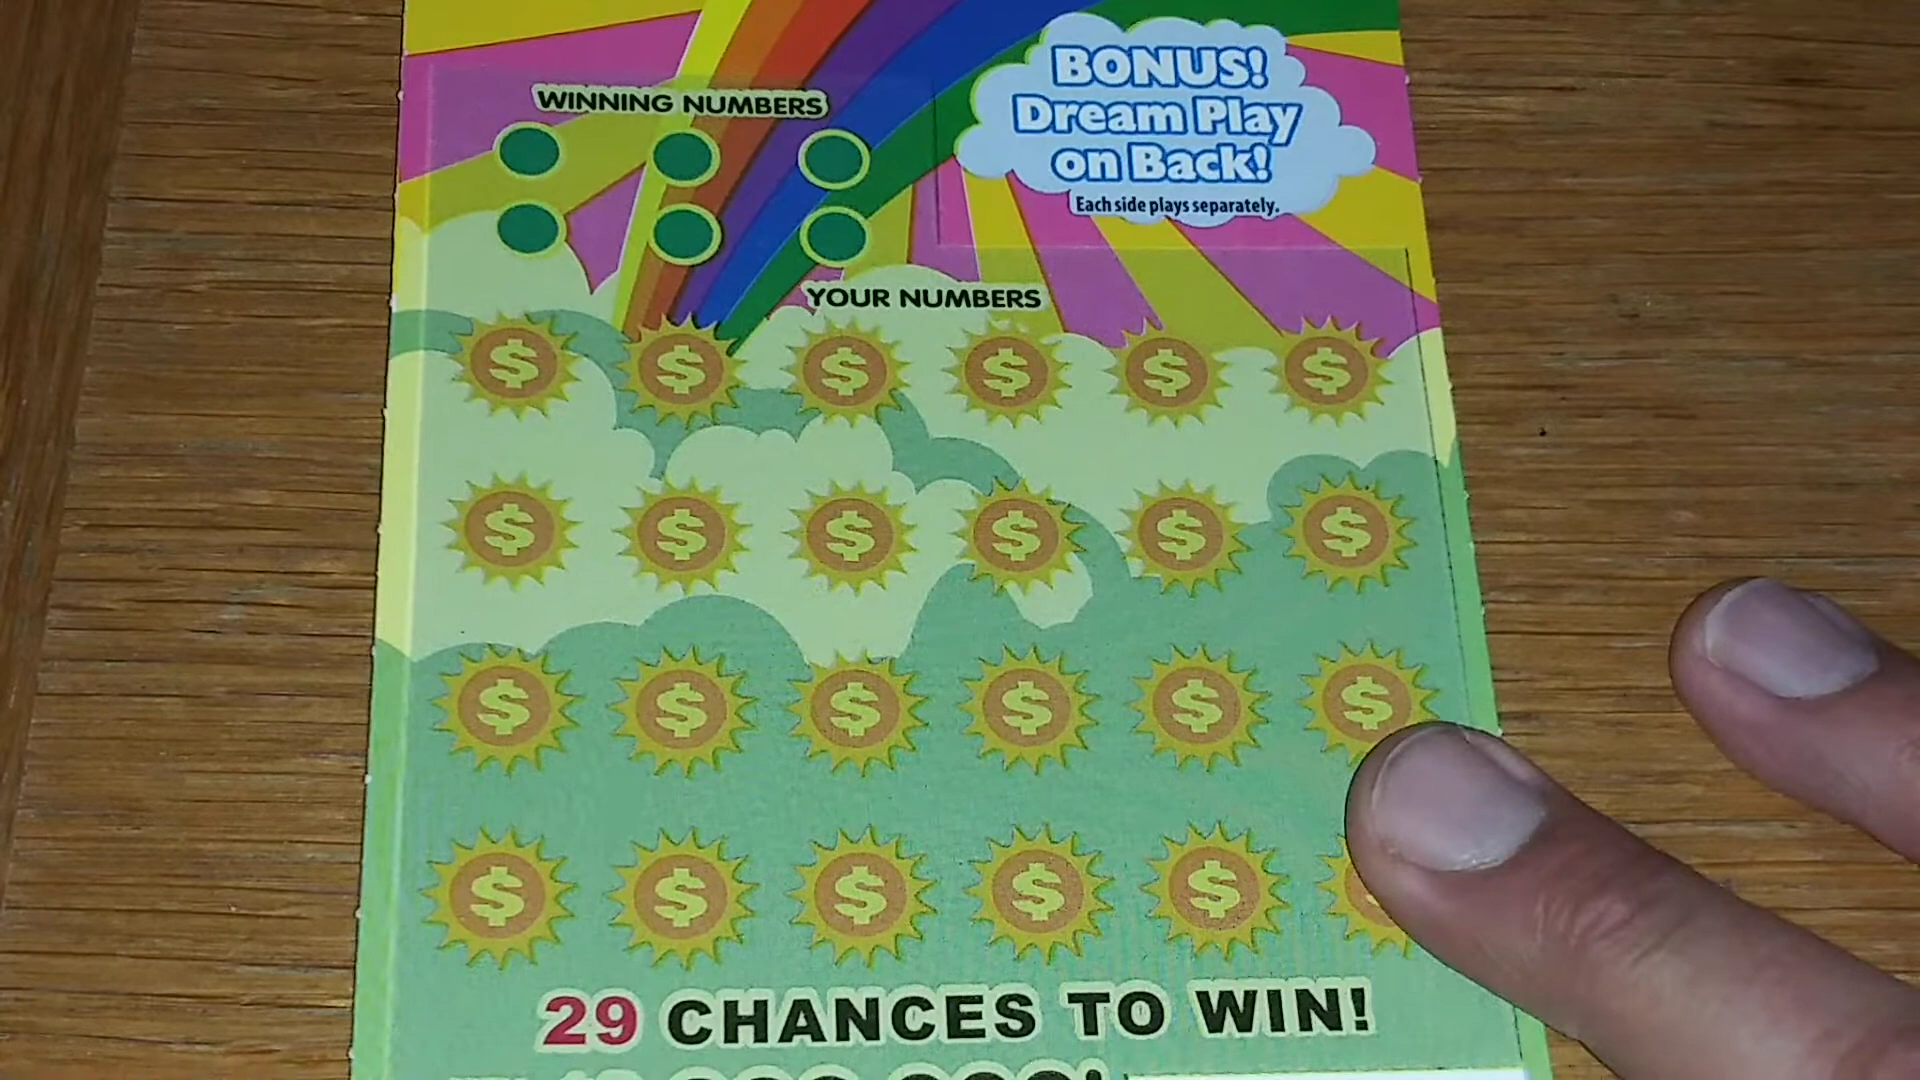 BONUS!
Dream Play
on Back!
Each side plays separately.
WINNING NUMBERS
YOUR NUMBERS
$ $ $ $ $ $
$ $ $ $ $ $
$ $ $ $ $ $
$ $ $ $ $ $
29 CHANCES TO WIN!